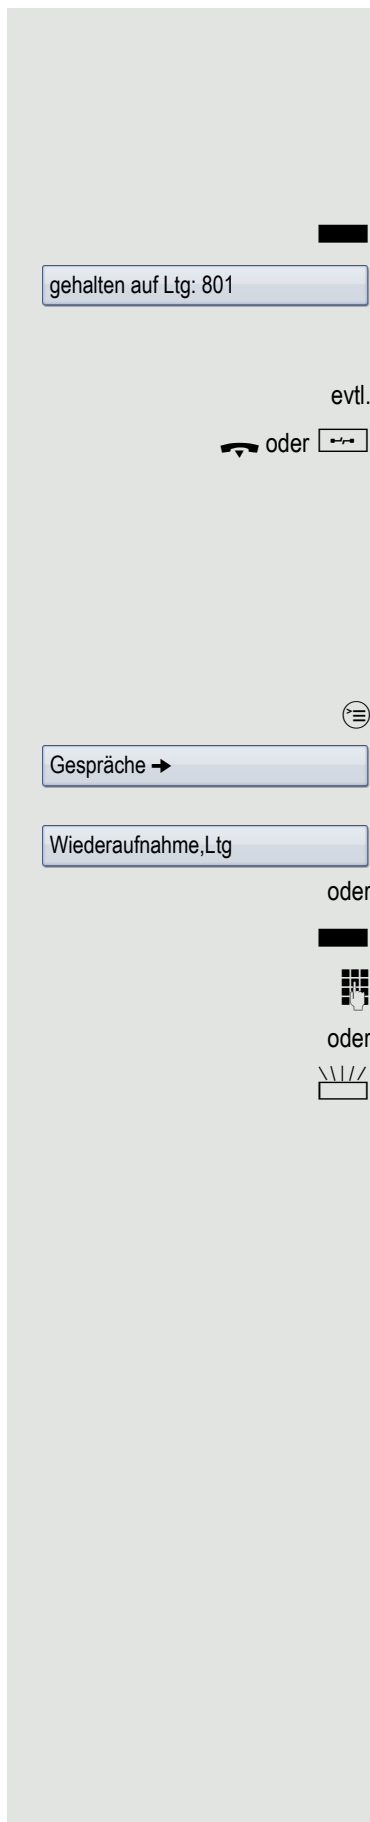 gehalten auf Ltg: 801
evtl.
oder
Gespräche →
Wiederaufnahme,Ltg
oder
oder